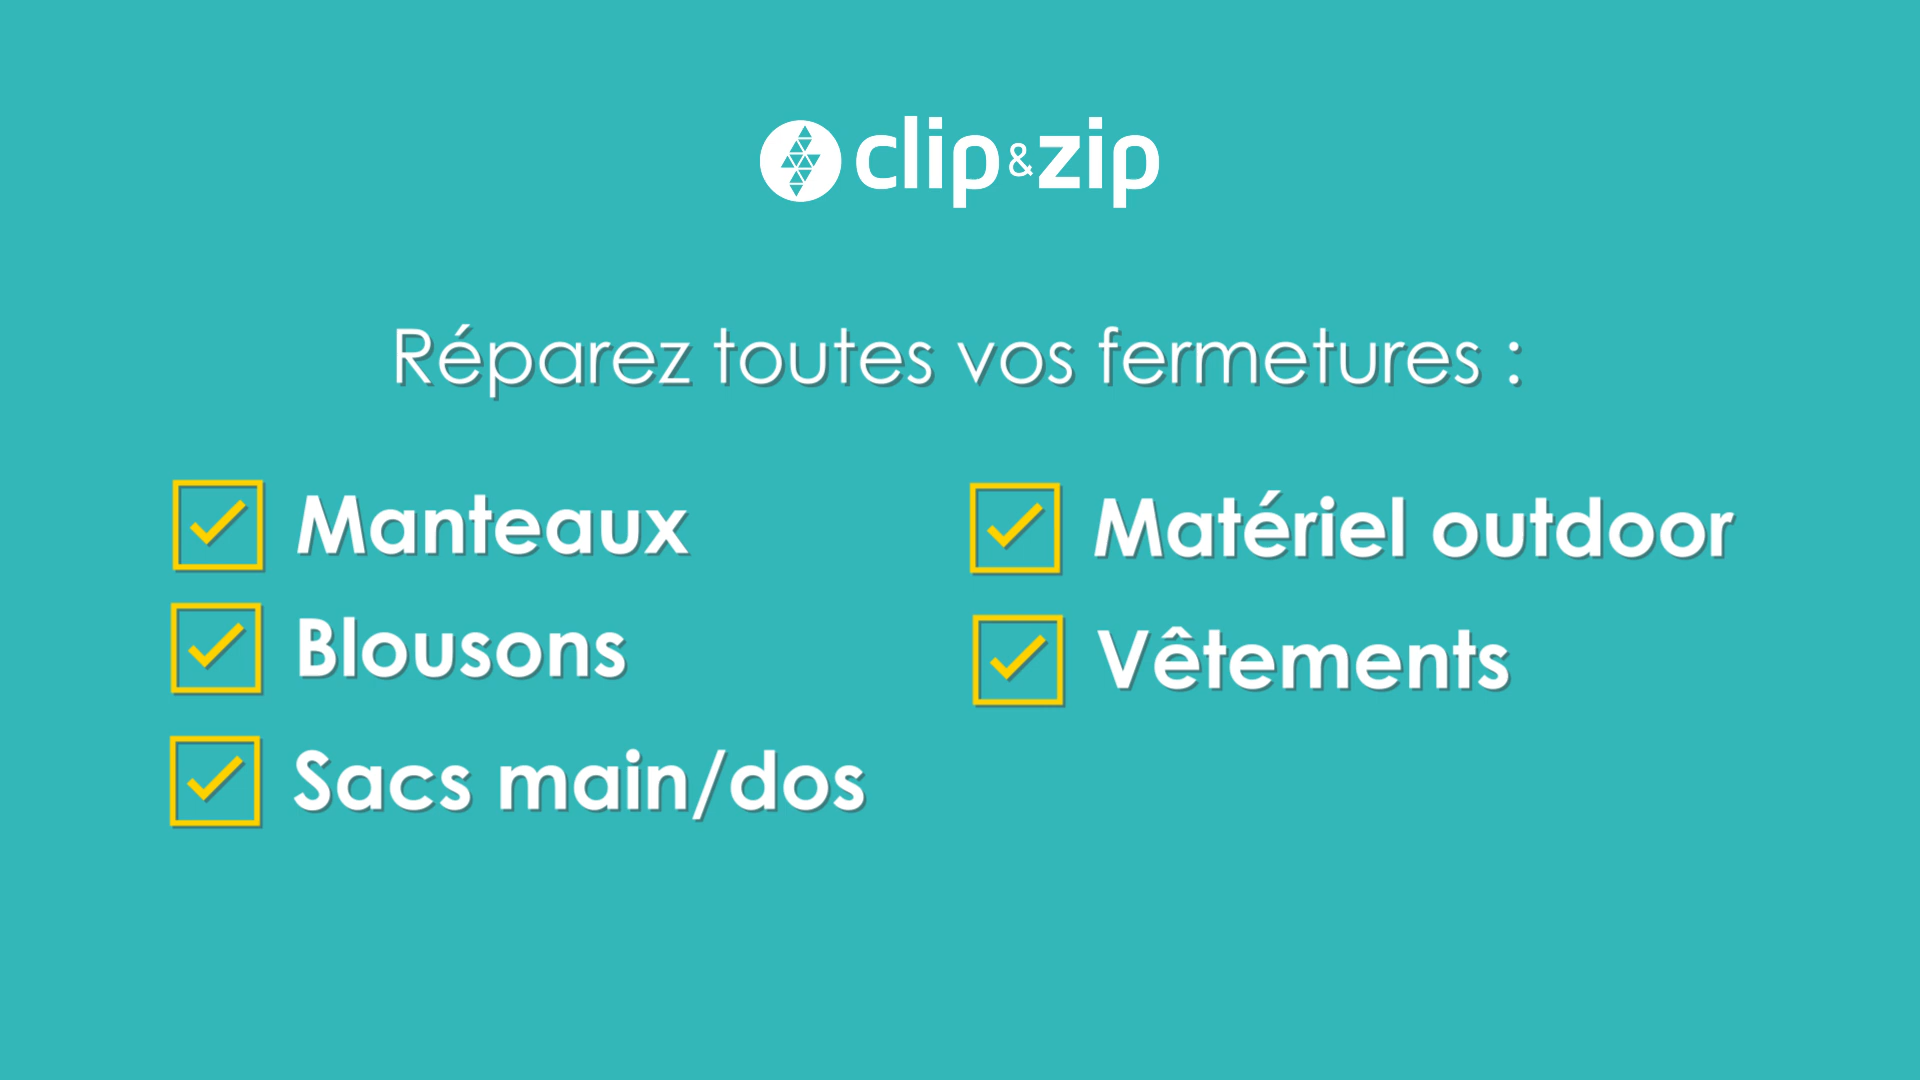 clip&zip
Réparez toutes vos fermetures :
Manteaux
Blousons
Sacs main/dos
Matériel outdoor
Vêtements